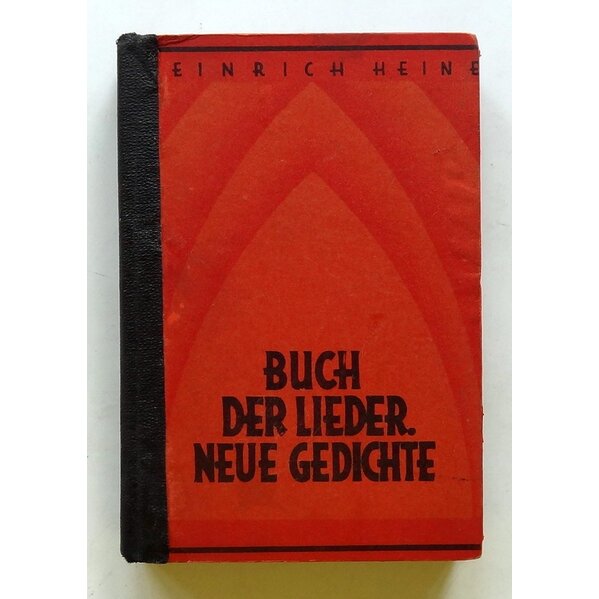 EINRICH HEINE
BUCH
DER LIEDER.
NEUE GEDICHTE